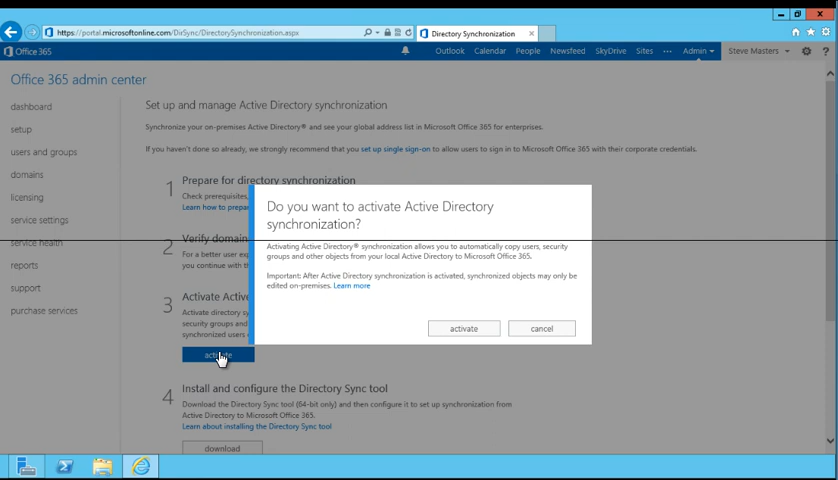 https://portal.microsoftonline.com/DirSync/DirectorySynchronization.aspx
Directory Synchronization
Office 365
Outlook Calendar People Newsfeed SkyDrive Sites ··· Admin Steve Masters ?
Office 365 admin center
dashboard
setup
users and groups
domains
licensing
service settings
service health
reports
support
purchase services
Set up and manage Active Directory synchronization
Synchronize your on-premises Active Directory® and see your global address list in Microsoft Office 365 for enterprises.
If you haven't done so already, we strongly recommend that you set up single sign-on to allow users to sign in to Microsoft Office 365 with their corporate credentials.
1 Prepare for directory synchronization
Check prerequisites,
Learn how to prepa
2 Verify domain
For a better user exp
you continue with th
3 Activate Active
Activate directory sy
security groups and
synchronized users
activate
4 Install and configure the Directory Sync tool
Download the Directory Sync tool (64-bit only) and then configure it to set up synchronization from
Active Directory to Microsoft Office 365.
Learn about installing the Directory Sync tool
download
Do you want to activate Active Directory
synchronization?
Activating Active Directory® synchronization allows you to automatically copy users, security
groups and other objects from your local Active Directory to Microsoft Office 365.
Important: After Active Directory synchronization is activated, synchronized objects may only be
edited on-premises. Learn more
activate cancel